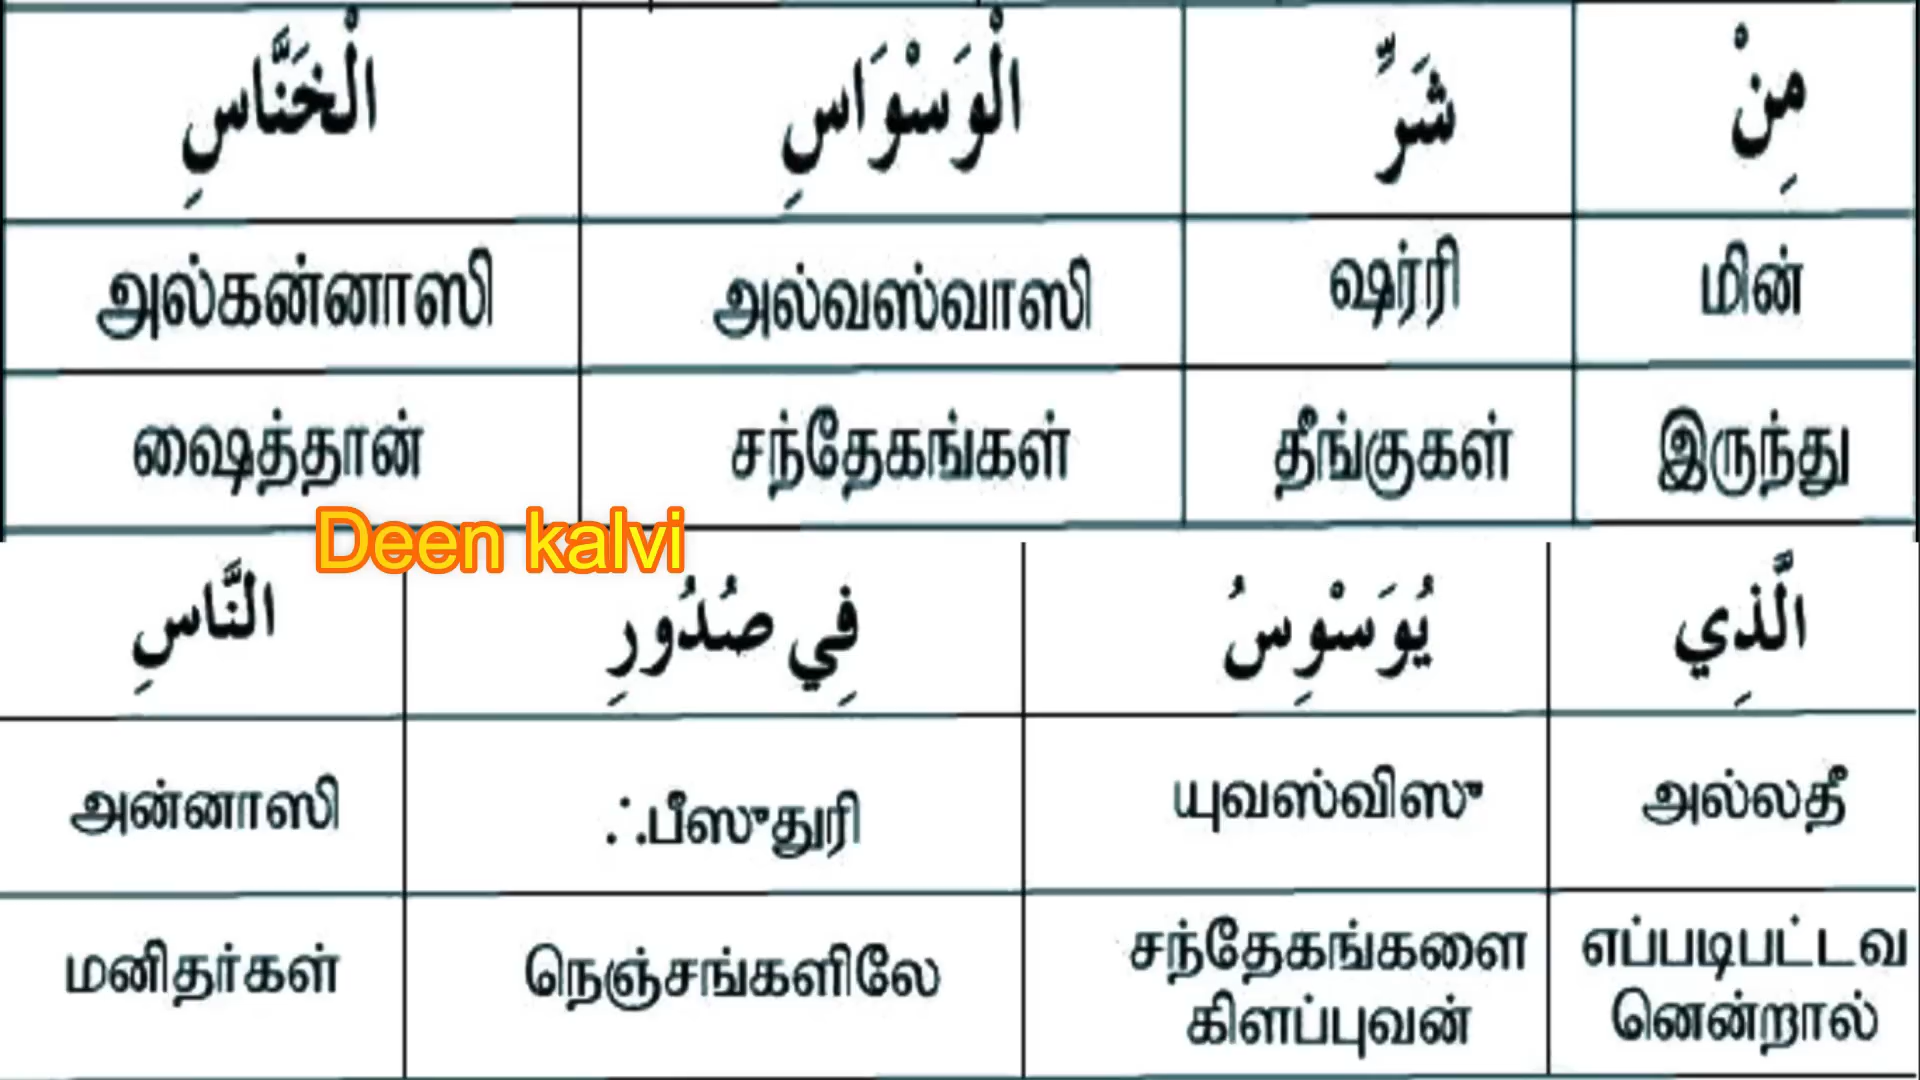 مِنْ شَرِّ الْوَسْوَاسِ الْخَنَّاسِ
மின் ஷர்ரி அல்வஸ்வாஸி அல்கன்னாஸி
இருந்து தீங்குகள் சந்தேகங்கள் ஷைத்தான்
Deen kalvi
الَّذِي يُوَسْوِسُ فِي صُدُورِ النَّاسِ
அல்லதீ யுவஸ்விஸு ஃபீஸுதுரி அன்னாஸி
எப்படிபட்டவ சந்தேகங்களை நெஞ்சங்களிலே மனிதர்கள்
னென்றால் கிளப்புவன்